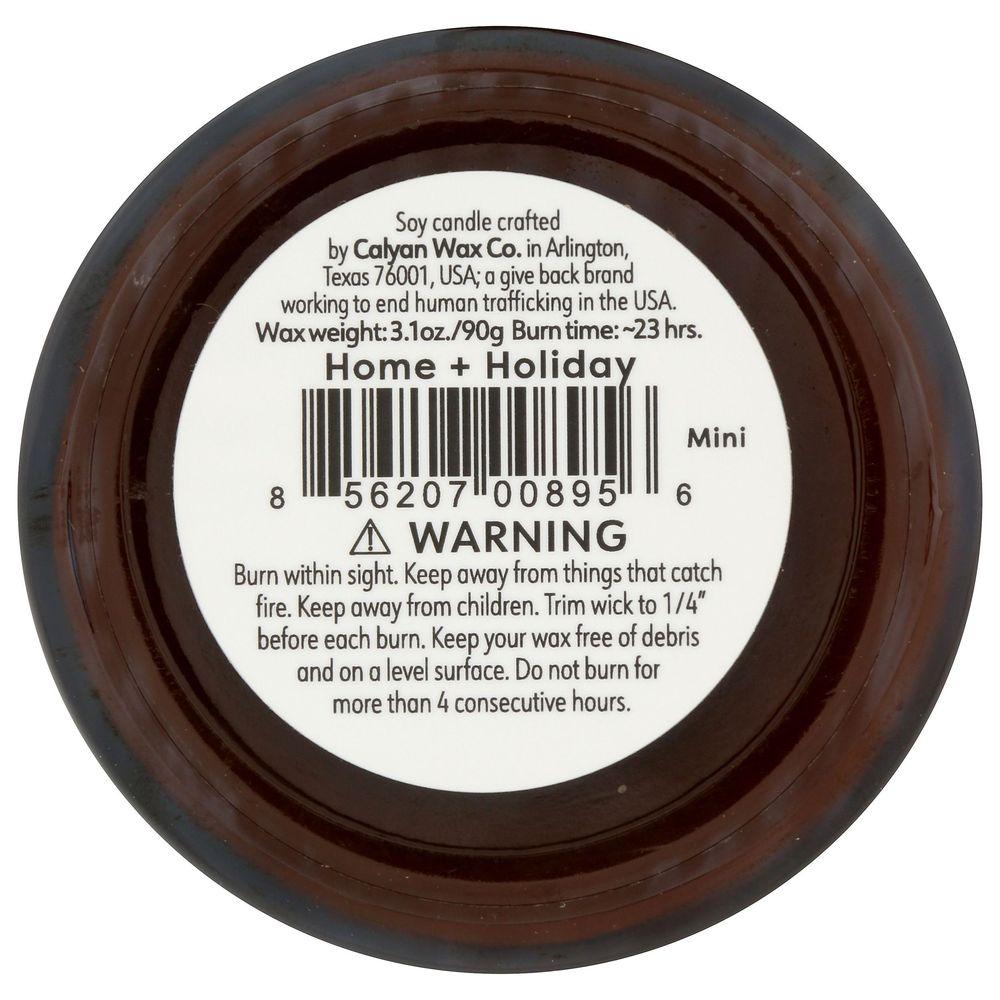 Soy candle crafted
by Calyan Wax Co. in Arlington,
Texas 76001, USA; a give back brand
working to end human trafficking in the USA.
Wax weight: 3.1oz./90g Burn time: ~23 hrs.
Home + Holiday
Mini
8 56207 00895 6
⚠ WARNING
Burn within sight. Keep away from things that catch
fire. Keep away from children. Trim wick to 1/4"
before each burn. Keep your wax free of debris
and on a level surface. Do not burn for
more than 4 consecutive hours.